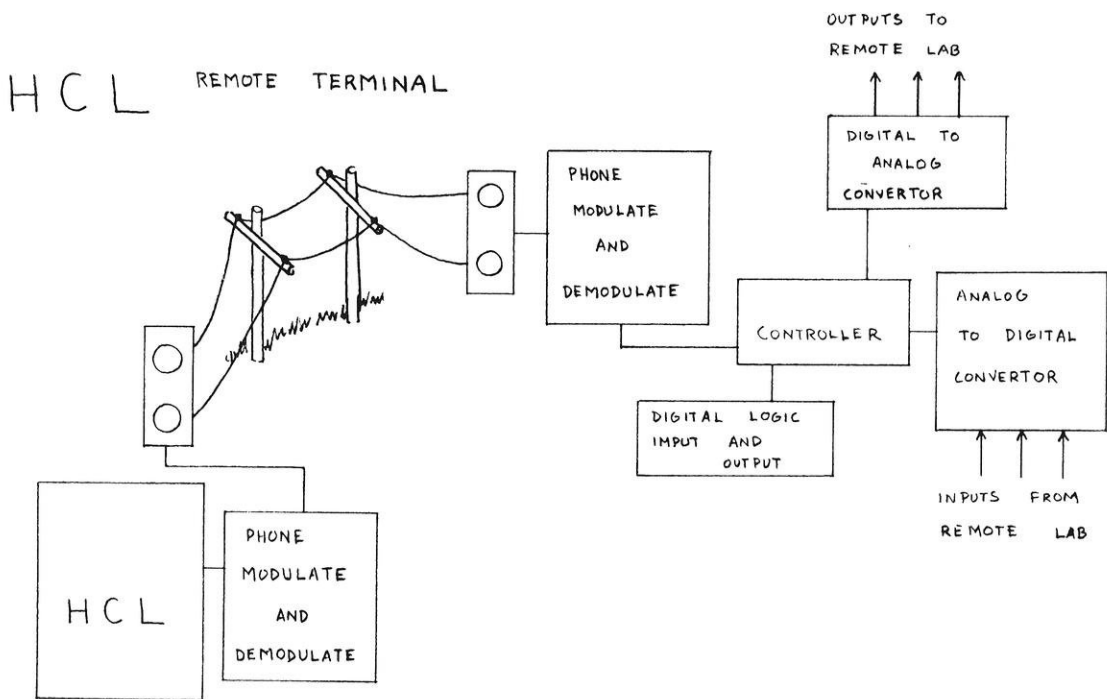 HCL REMOTE TERMINAL
OUTPUTS TO
REMOTE LAB
DIGITAL TO
ANALOG
CONVERTOR
PHONE
MODULATE
AND
DEMODULATE
CONTROLLER
ANALOG
TO DIGITAL
CONVERTOR
DIGITAL LOGIC
INPUT AND
OUTPUT
INPUTS FROM
REMOTE LAB
HCL
PHONE
MODULATE
AND
DEMODULATE